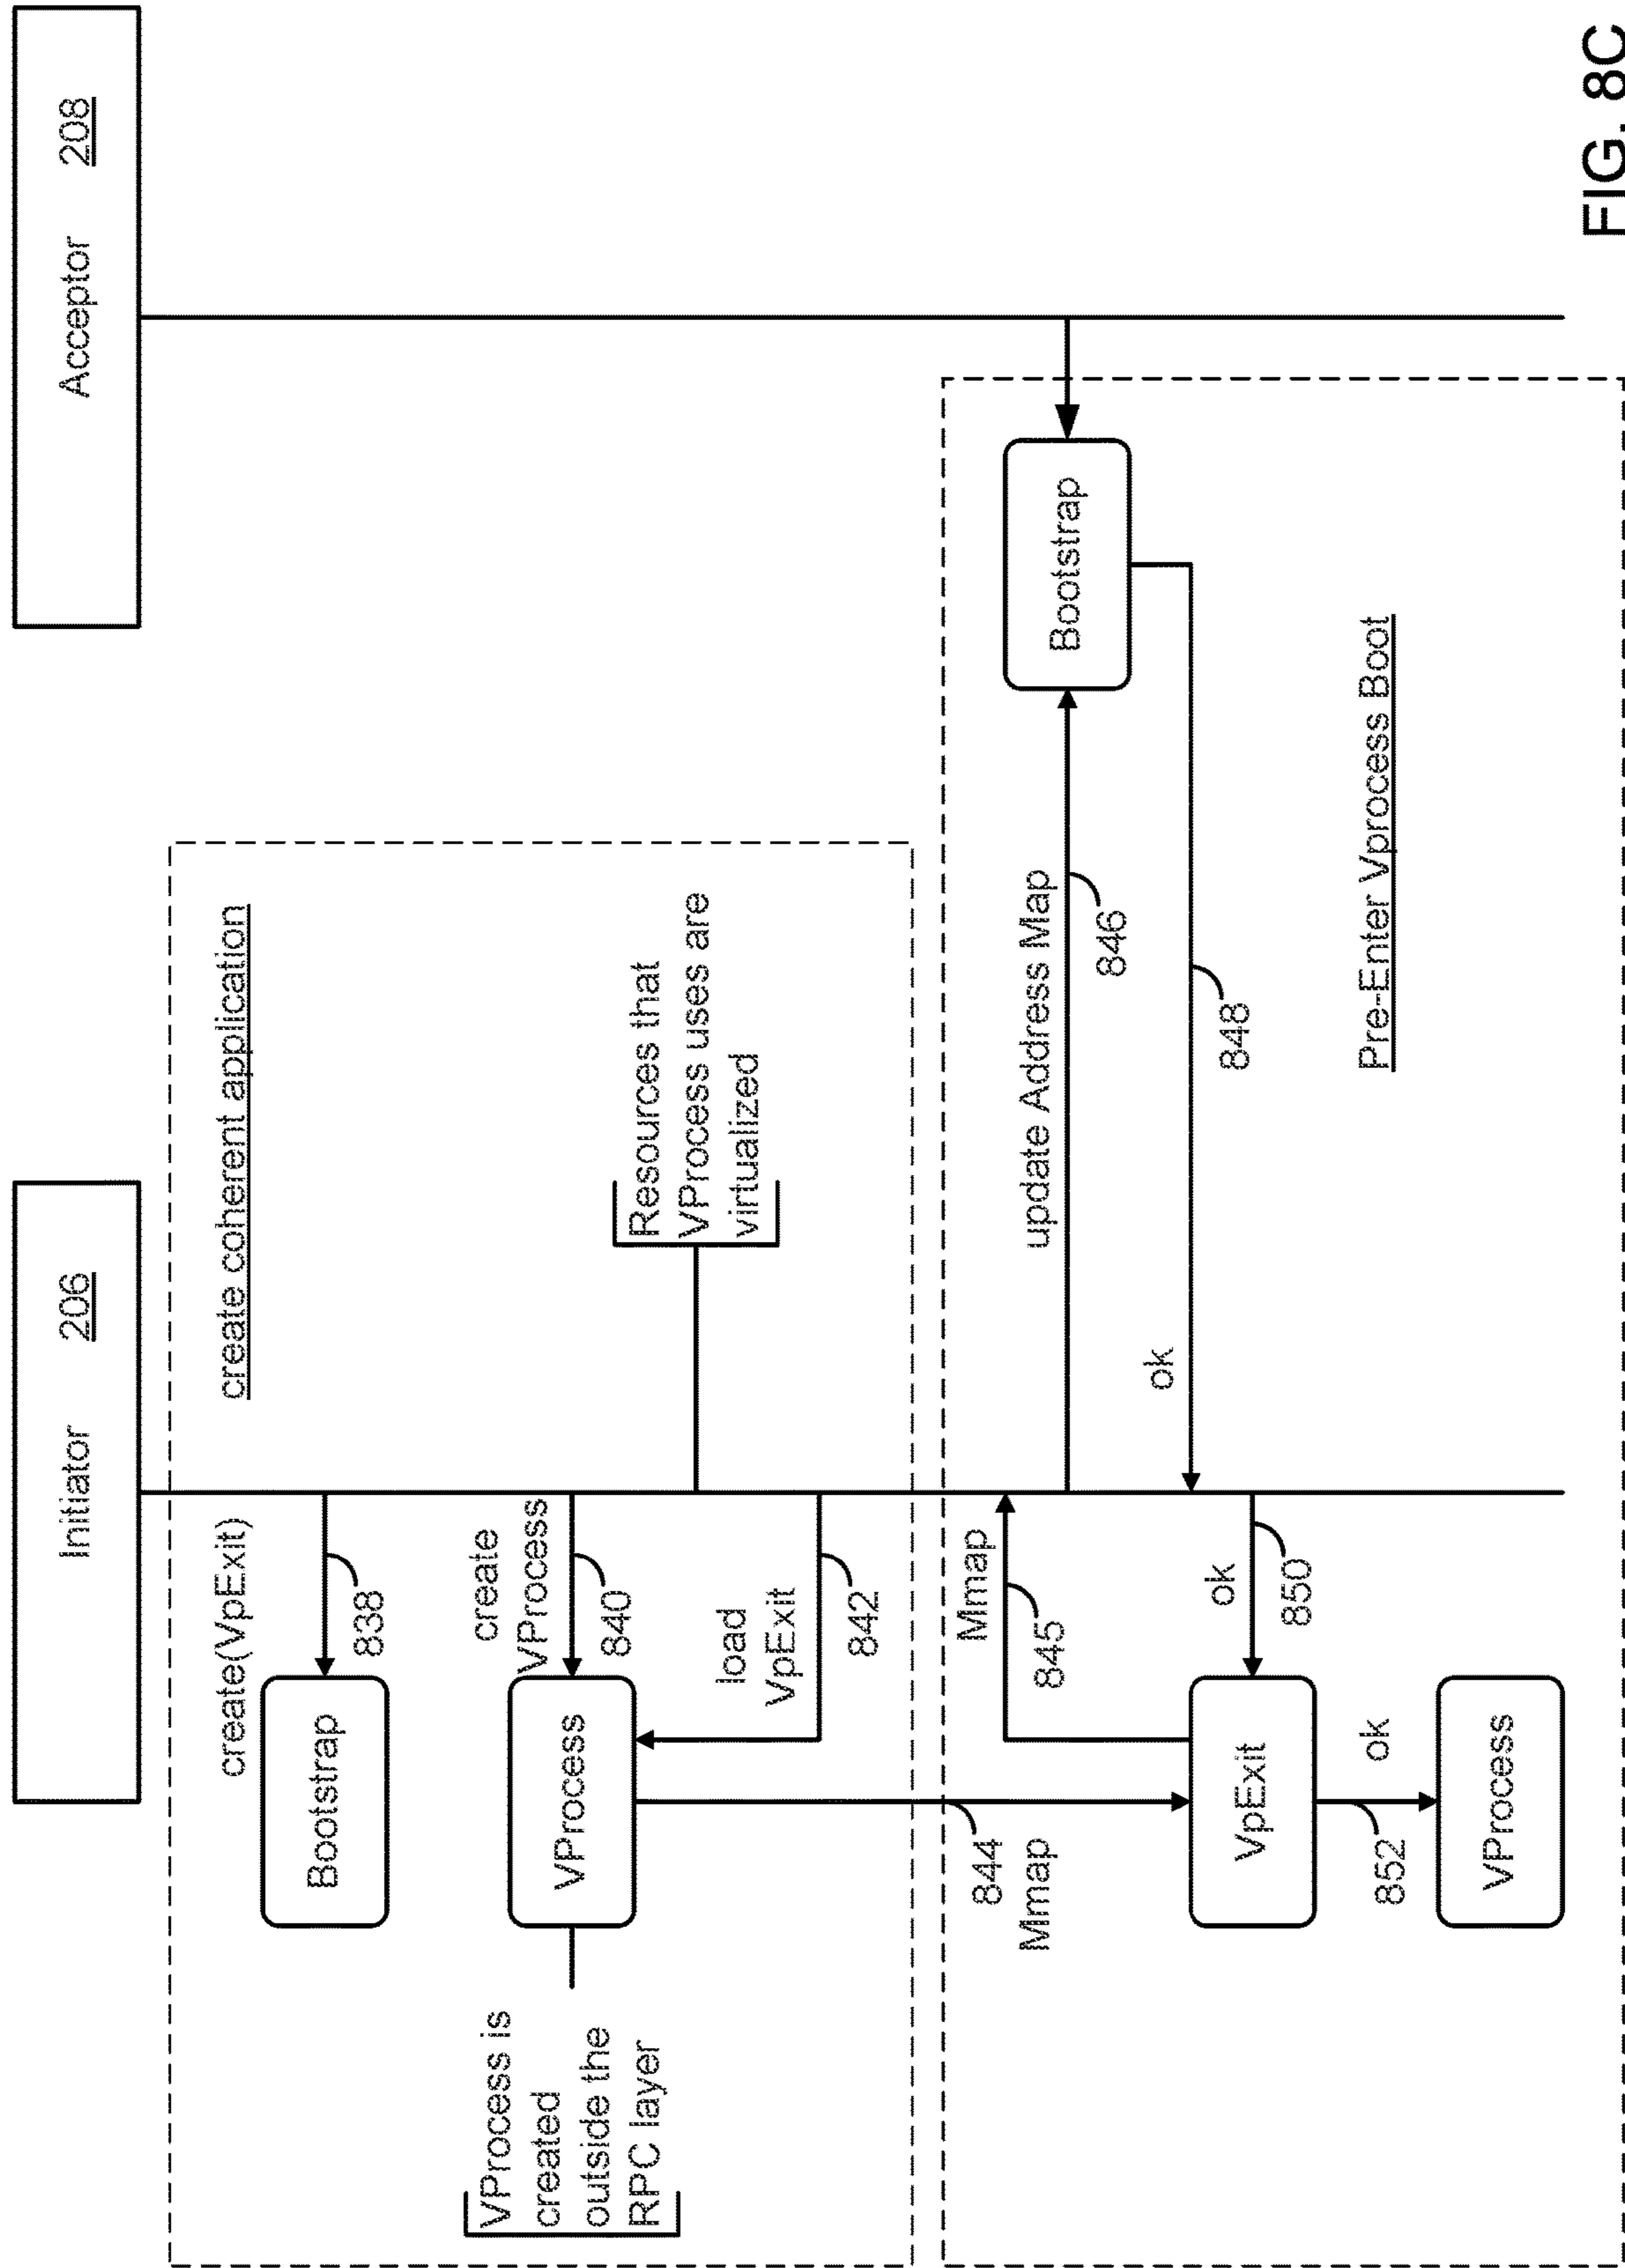 Initiator 206
Acceptor 208
create coherent application
create(VpExit)
838
Bootstrap
create
VProcess
840
VProcess
VProcess is
created
outside the
RPC layer
Resources that
VProcess uses are
virtualized
load
VpExit
842
844
Mmap
Mmap
845
update Address Map
846
Bootstrap
ok
848
ok
850
VpExit
ok
852
VProcess
Pre-Enter Vprocess Boot
FIG. 8C